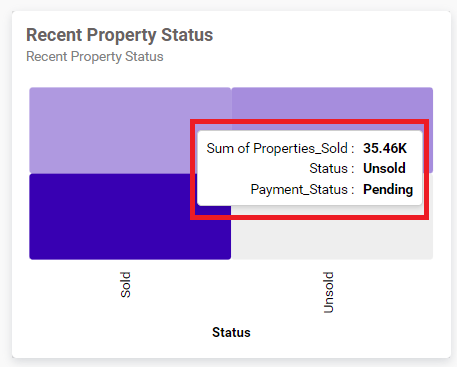 Recent Property Status
Recent Property Status
Sum of Properties_Sold : 35.46K
Status : Unsold
Payment_Status : Pending
Sold
Unsold
Status